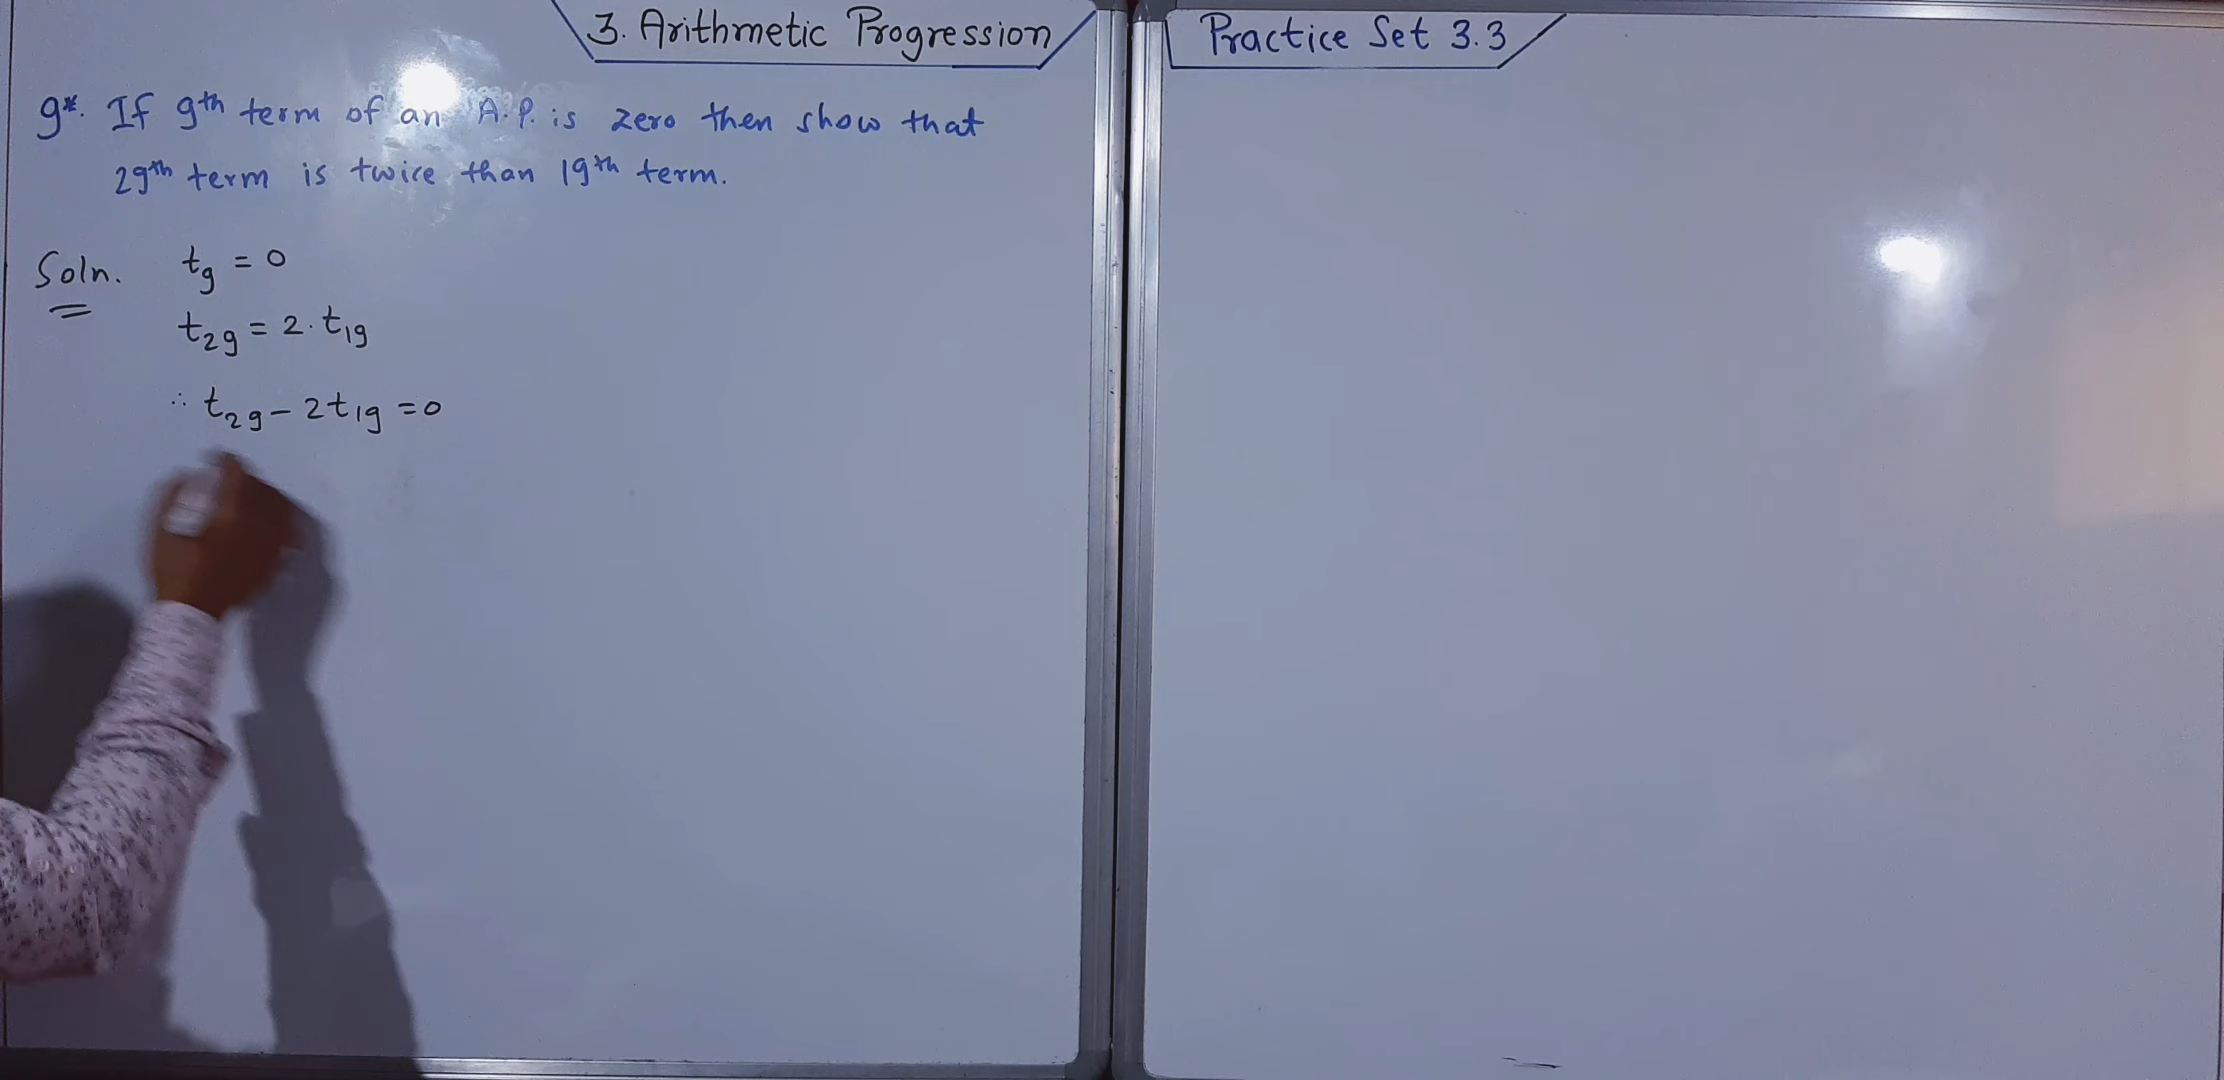 3. Arithmetic Progression
Practice Set 3.3
9*. If 9th term of an A.P. is zero then show that
29th term is twice than 19th term.
Soln. t₉ = 0
t₂₉ = 2 · t₁₉
∴ t₂₉ − 2t₁₉ = 0